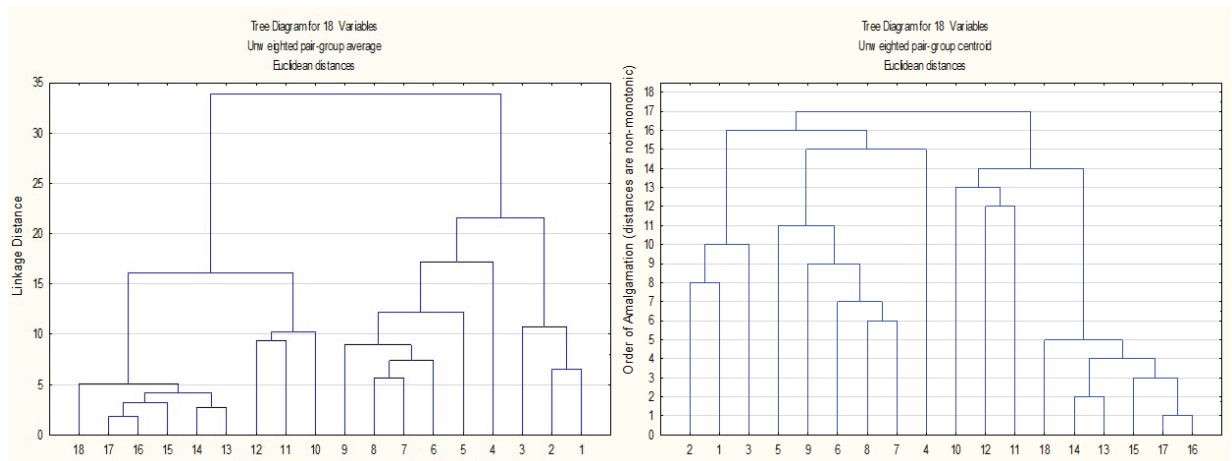 Tree Diagram for 18 Variables
Unw eighted pair-group average
Euclidean distances
Linkage Distance
35
30
25
20
15
10
5
0
18 17 16 15 14 13 12 11 10 9 8 7 6 5 4 3 2 1
Tree Diagram for 18 Variables
Unw eighted pair-group centroid
Euclidean distances
Order of Amalgamation (distances are non-monotonic)
18
17
16
15
14
13
12
11
10
9
8
7
6
5
4
3
2
1
0
2 1 3 5 9 6 8 7 4 10 12 11 18 14 13 15 17 16